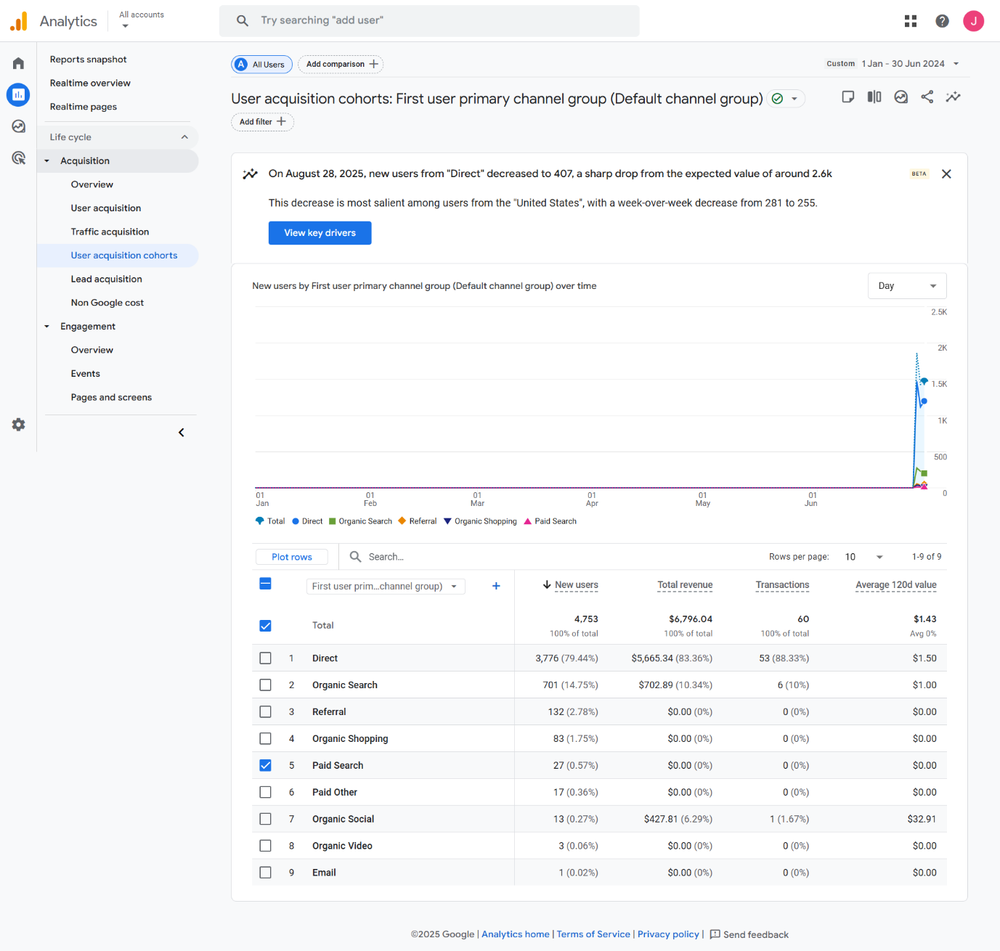 Analytics
All accounts
Try searching "add user"
J
Reports snapshot
Realtime overview
Realtime pages
Life cycle
Acquisition
Overview
User acquisition
Traffic acquisition
User acquisition cohorts
Lead acquisition
Non Google cost
Engagement
Overview
Events
Pages and screens
A All Users
Add comparison +
Custom 1 Jan - 30 Jun 2024
User acquisition cohorts: First user primary channel group (Default channel group)
Add filter +
On August 28, 2025, new users from "Direct" decreased to 407, a sharp drop from the expected value of around 2.6k
BETA
This decrease is most salient among users from the "United States", with a week-over-week decrease from 281 to 255.
View key drivers
New users by First user primary channel group (Default channel group) over time
Day
2.5K
2K
1.5K
1K
500
0
01 Jan
01 Feb
01 Mar
01 Apr
01 May
01 Jun
Total Direct Organic Search Referral Organic Shopping Paid Search
Plot rows
Search...
Rows per page: 10 1-9 of 9
First user prim...channel group) + New users Total revenue Transactions Average 120d value
Total 4,753 $6,796.04 60 $1.43
100% of total 100% of total 100% of total Avg 0%
1 Direct 3,776 (79.44%) $5,665.34 (83.36%) 53 (88.33%) $1.50
2 Organic Search 701 (14.75%) $702.89 (10.34%) 6 (10%) $1.00
3 Referral 132 (2.78%) $0.00 (0%) 0 (0%) $0.00
4 Organic Shopping 83 (1.75%) $0.00 (0%) 0 (0%) $0.00
5 Paid Search 27 (0.57%) $0.00 (0%) 0 (0%) $0.00
6 Paid Other 17 (0.36%) $0.00 (0%) 0 (0%) $0.00
7 Organic Social 13 (0.27%) $427.81 (6.29%) 1 (1.67%) $32.91
8 Organic Video 3 (0.06%) $0.00 (0%) 0 (0%) $0.00
9 Email 1 (0.02%) $0.00 (0%) 0 (0%) $0.00
©2025 Google | Analytics home | Terms of Service | Privacy policy | Send feedback